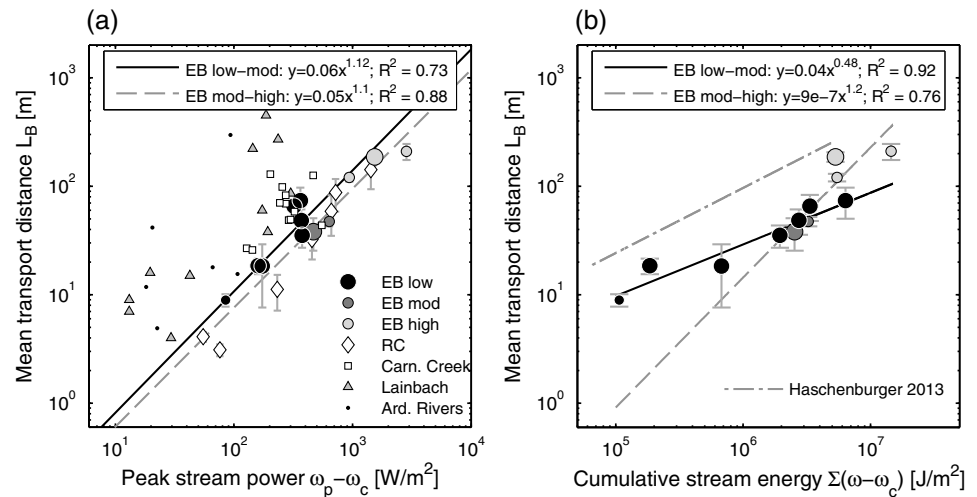 (a)
EB low−mod: y=0.06x^1.12; R^2 = 0.73
EB mod−high: y=0.05x^1.1; R^2 = 0.88
10^3
10^2
10^1
10^0
Mean transport distance L_B [m]
EB low
EB mod
EB high
RC
Carn. Creek
Lainbach
Ard. Rivers
10^1
10^2
10^3
10^4
Peak stream power ω_p−ω_c [W/m^2]
(b)
EB low−mod: y=0.04x^0.48; R^2 = 0.92
EB mod−high: y=9e−7x^1.2; R^2 = 0.76
10^3
10^2
10^1
10^0
Mean transport distance L_B [m]
Haschenburger 2013
10^5
10^6
10^7
Cumulative stream energy Σ(ω−ω_c) [J/m^2]